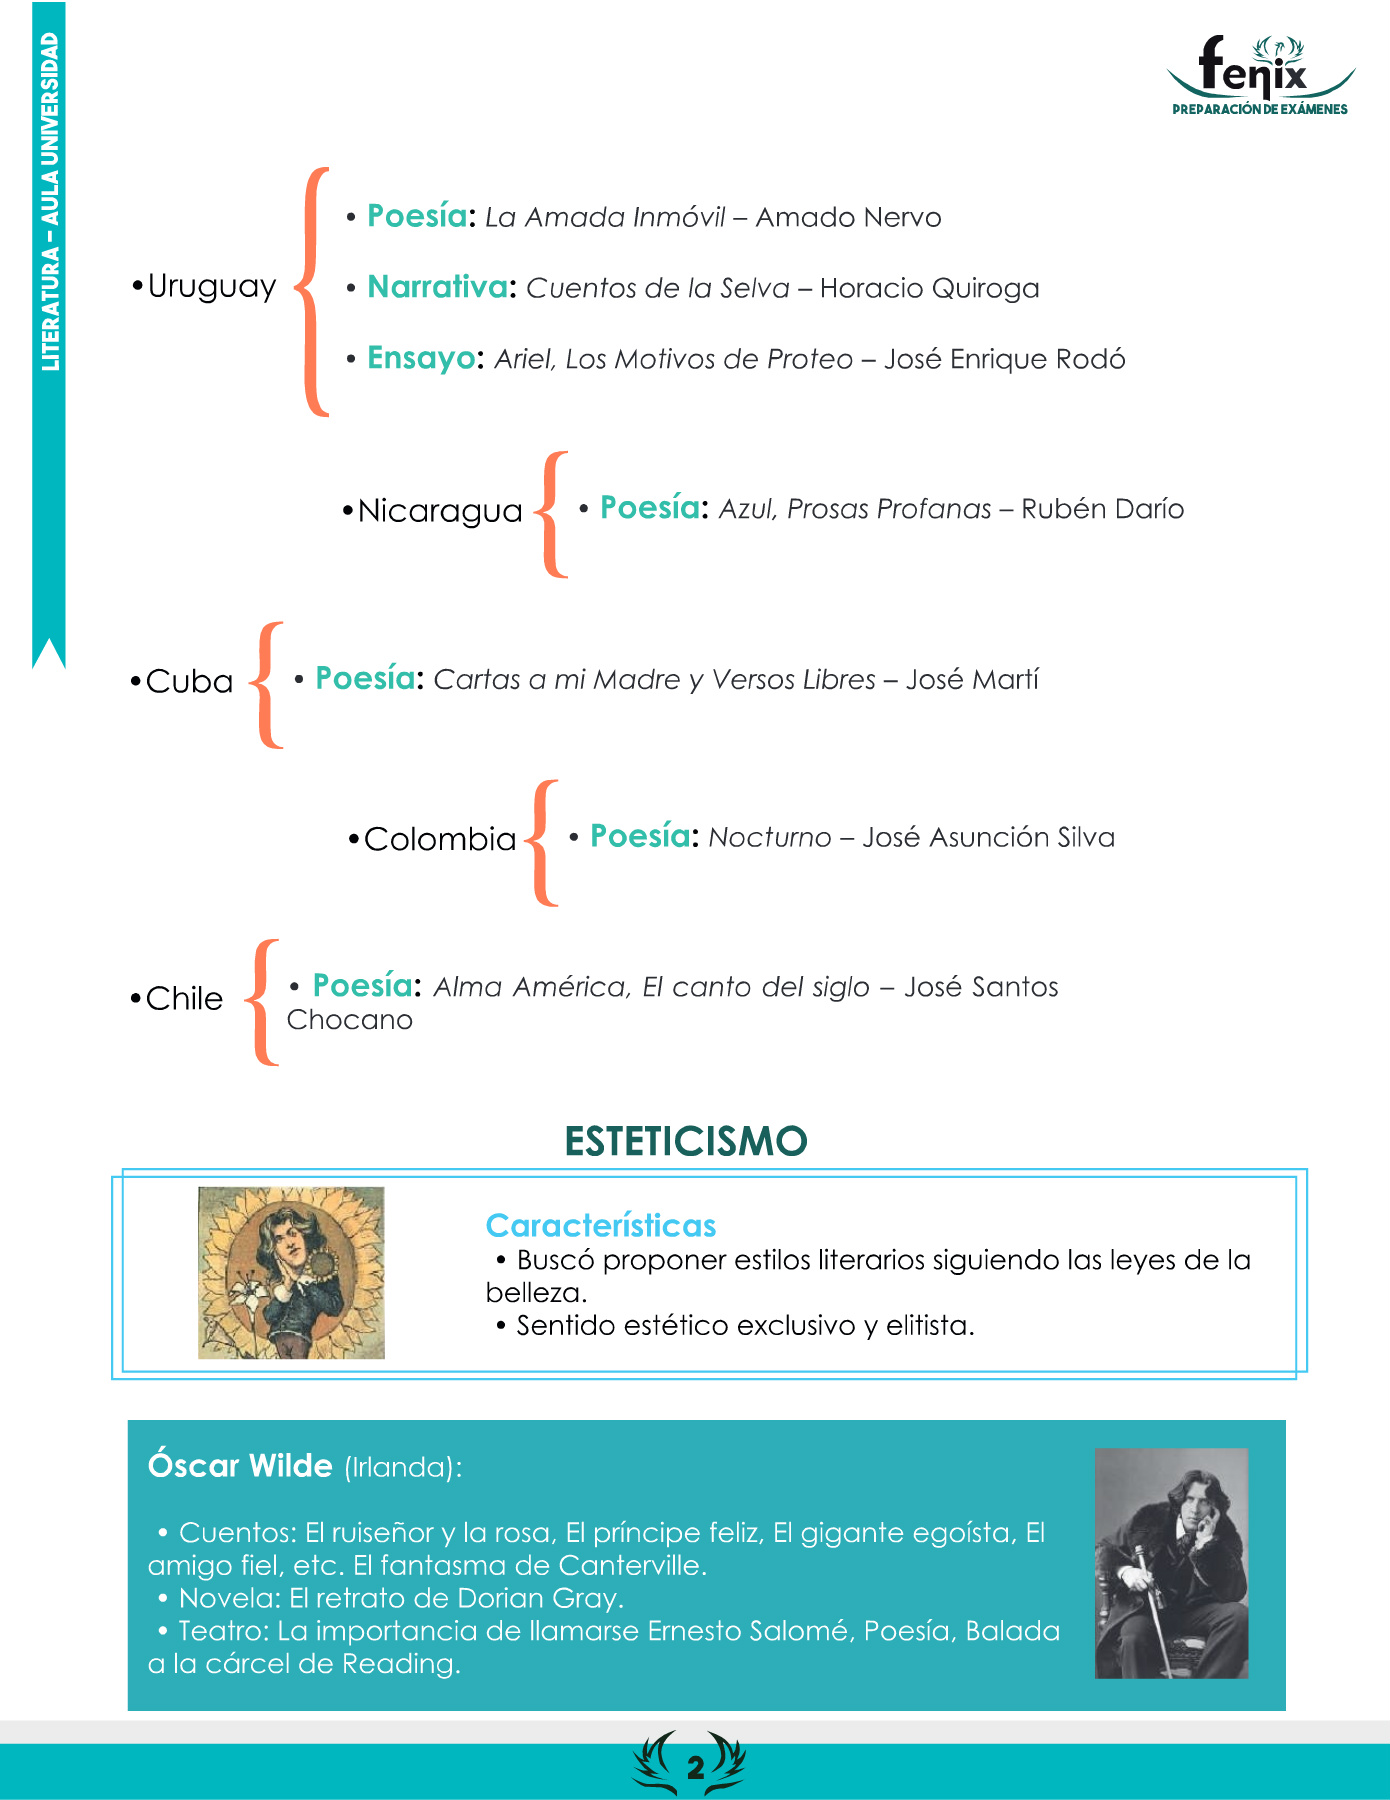 LITERATURA – AULA UNIVERSIDAD
fenix
PREPARACIÓN DE EXÁMENES
•Uruguay
• Poesía: La Amada Inmóvil – Amado Nervo
• Narrativa: Cuentos de la Selva – Horacio Quiroga
• Ensayo: Ariel, Los Motivos de Proteo – José Enrique Rodó
•Nicaragua
• Poesía: Azul, Prosas Profanas – Rubén Darío
•Cuba
• Poesía: Cartas a mi Madre y Versos Libres – José Martí
•Colombia
• Poesía: Nocturno – José Asunción Silva
•Chile
• Poesía: Alma América, El canto del siglo – José Santos
Chocano
ESTETICISMO
Características
• Buscó proponer estilos literarios siguiendo las leyes de la
belleza.
• Sentido estético exclusivo y elitista.
Óscar Wilde (Irlanda):
• Cuentos: El ruiseñor y la rosa, El príncipe feliz, El gigante egoísta, El
amigo fiel, etc. El fantasma de Canterville.
• Novela: El retrato de Dorian Gray.
• Teatro: La importancia de llamarse Ernesto Salomé, Poesía, Balada
a la cárcel de Reading.
2